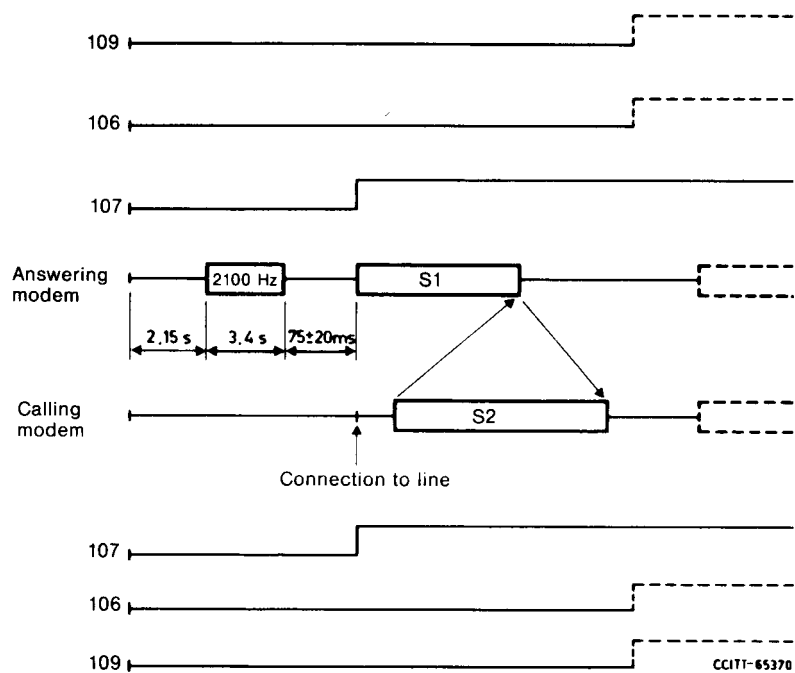 109
106
107
Answering modem
2100 Hz
S1
2,15 s
3,4 s
75±20ms
Calling modem
S2
Connection to line
107
106
109
CCITT-65370